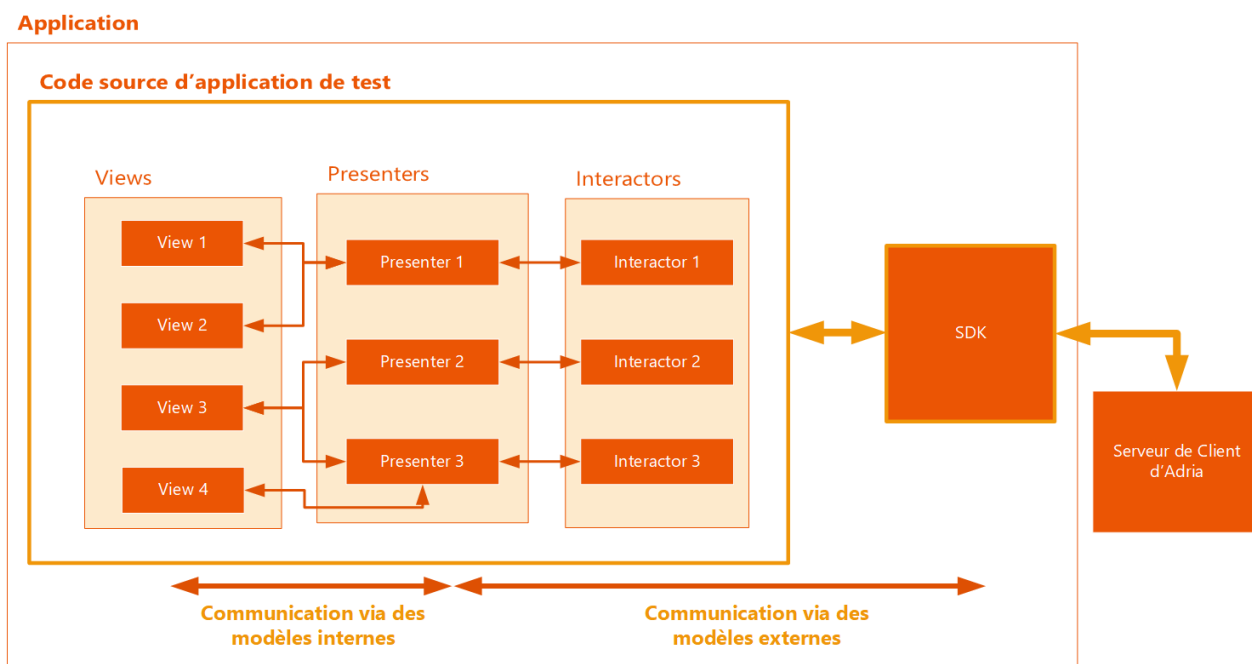 Application
Code source d’application de test
Views
Presenters
Interactors
View 1
View 2
View 3
View 4
Presenter 1
Presenter 2
Presenter 3
Interactor 1
Interactor 2
Interactor 3
SDK
Serveur de Client
d’Adria
Communication via des
modèles internes
Communication via des
modèles externes